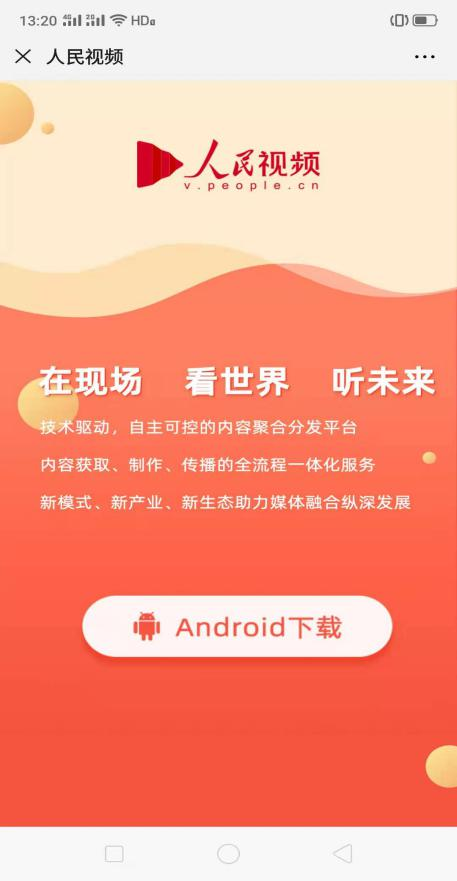 13:20 4G 2G HD
人民视频
人民视频
v.people.cn
在现场 看世界 听未来
技术驱动，自主可控的内容聚合分发平台
内容获取、制作、传播的全流程一体化服务
新模式、新产业、新生态助力媒体融合纵深发展
Android下载